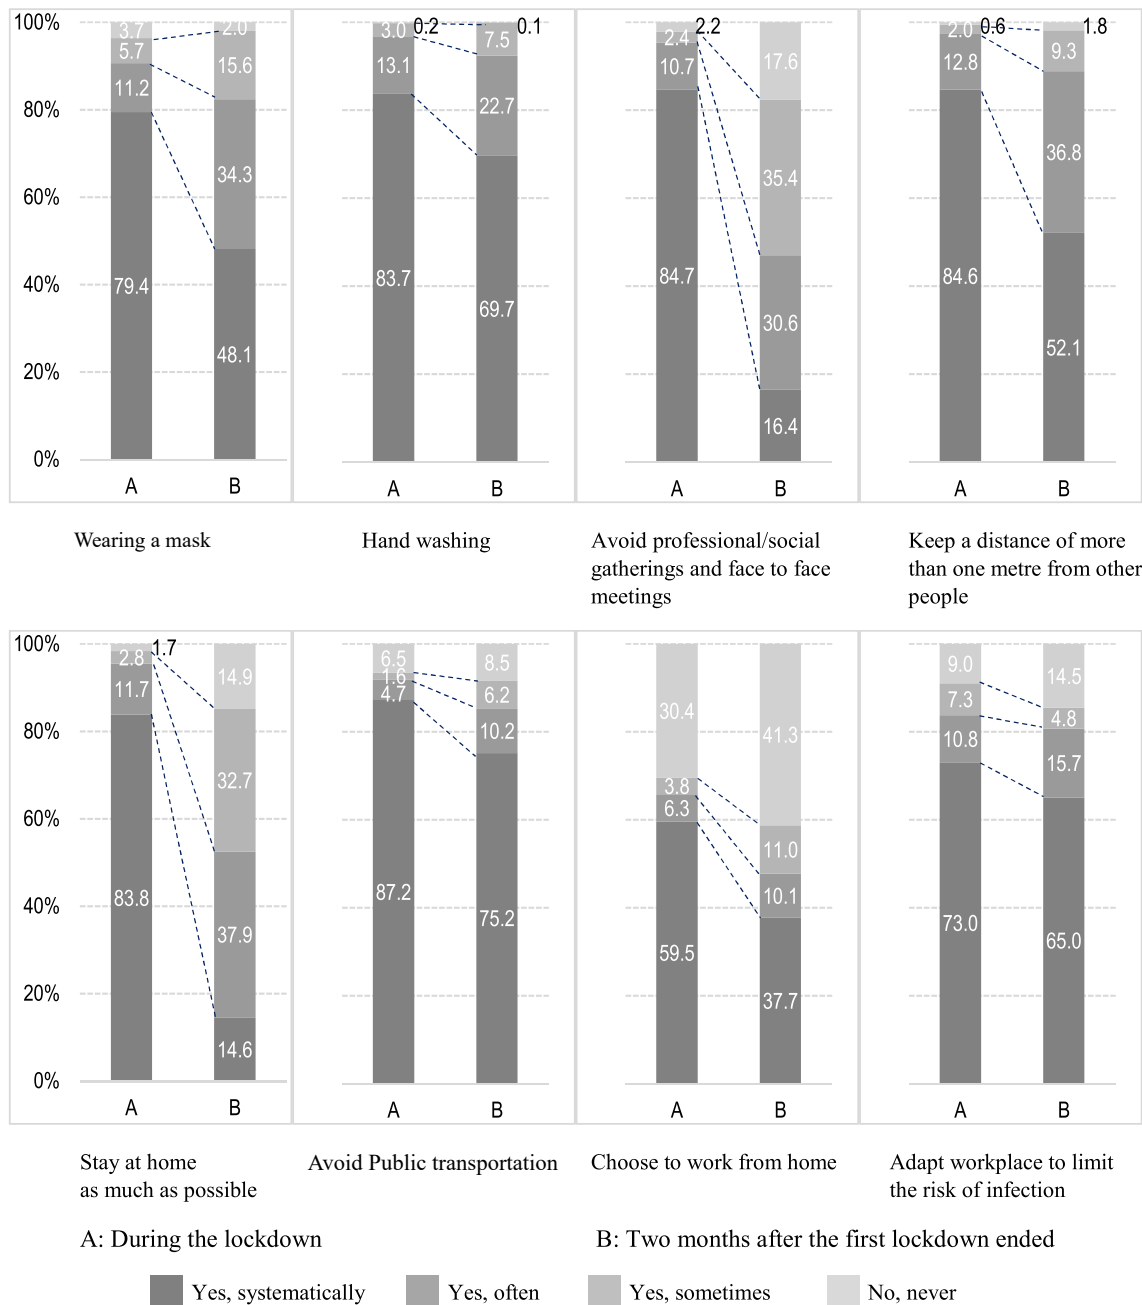 100%
80%
60%
40%
20%
0%
3.7
5.7
11.2
79.4
2.0
15.6
34.3
48.1
A
B
3.0
0.2
13.1
83.7
0.1
7.5
22.7
69.7
A
B
2.2
2.4
10.7
84.7
17.6
35.4
30.6
16.4
A
B
0.6
2.0
12.8
84.6
1.8
9.3
36.8
52.1
A
B
Wearing a mask
Hand washing
Avoid professional/social
gatherings and face to face
meetings
Keep a distance of more
than one metre from other
people
100%
80%
60%
40%
20%
0%
1.7
2.8
11.7
83.8
14.9
32.7
37.9
14.6
A
B
6.5
1.6
4.7
87.2
8.5
6.2
10.2
75.2
A
B
30.4
3.8
6.3
59.5
41.3
11.0
10.1
37.7
A
B
9.0
7.3
10.8
73.0
14.5
4.8
15.7
65.0
A
B
Stay at home
as much as possible
Avoid Public transportation
Choose to work from home
Adapt workplace to limit
the risk of infection
A: During the lockdown
B: Two months after the first lockdown ended
Yes, systematically
Yes, often
Yes, sometimes
No, never